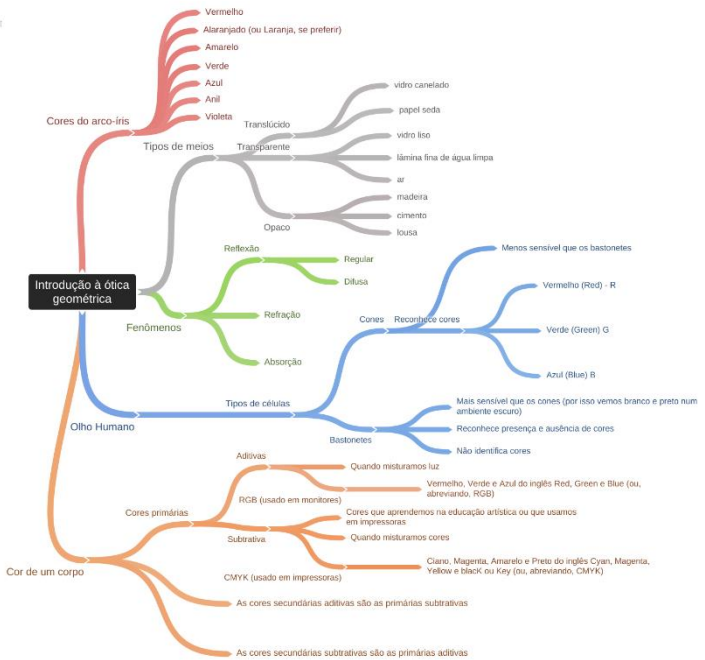 Vermelho
Alaranjado (ou Laranja, se preferir)
Amarelo
Verde
Azul
Anil
Violeta
Cores do arco-íris
Tipos de meios
Translúcido
vidro canelado
papel seda
Transparente
vidro liso
lâmina fina de água limpa
ar
Opaco
madeira
cimento
lousa
Introdução à ótica
geométrica
Fenômenos
Reflexão
Regular
Difusa
Refração
Absorção
Olho Humano
Tipos de células
Cones
Menos sensível que os bastonetes
Reconhece cores
Vermelho (Red) - R
Verde (Green) G
Azul (Blue) B
Bastonetes
Mais sensível que os cones (por isso vemos branco e preto num
ambiente escuro)
Reconhece presença e ausência de cores
Não identifica cores
Cor de um corpo
Cores primárias
Aditivas
Quando misturamos luz
RGB (usado em monitores)
Vermelho, Verde e Azul do inglês Red, Green e Blue (ou,
abreviando, RGB)
Subtrativa
Cores que aprendemos na educação artística ou que usamos
em impressoras
Quando misturamos cores
CMYK (usado em impressoras)
Ciano, Magenta, Amarelo e Preto do inglês Cyan, Magenta,
Yellow e blacK ou Key (ou, abreviando, CMYK)
As cores secundárias aditivas são as primárias subtrativas
As cores secundárias subtrativas são as primárias aditivas